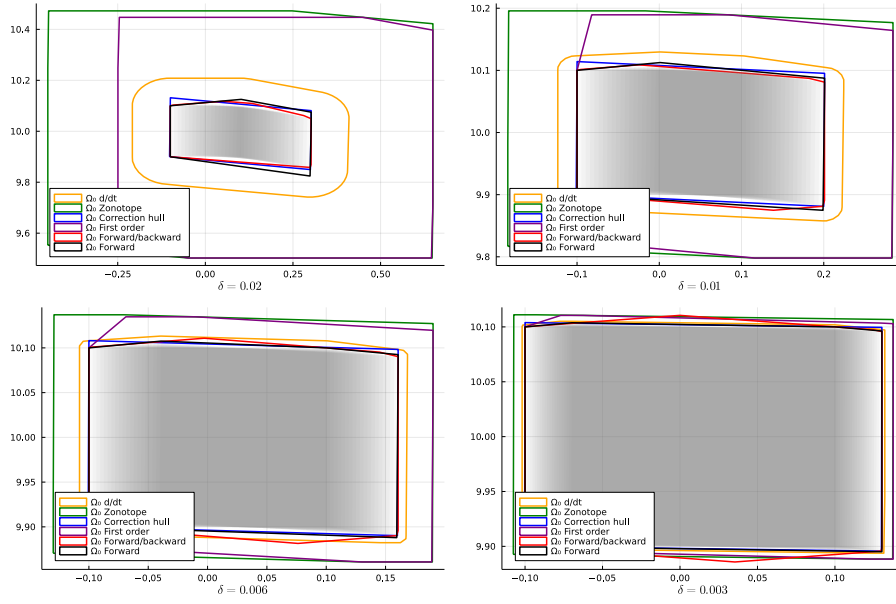 10.4
10.2
10.0
9.8
9.6
Ω₀ d/dt
Ω₀ Zonotope
Ω₀ Correction hull
Ω₀ First order
Ω₀ Forward/backward
Ω₀ Forward
−0.25
0.00
0.25
0.50
δ = 0.02
10.2
10.1
10.0
9.9
9.8
Ω₀ d/dt
Ω₀ Zonotope
Ω₀ Correction hull
Ω₀ First order
Ω₀ Forward/backward
Ω₀ Forward
−0.1
0.0
0.1
0.2
δ = 0.01
10.10
10.05
10.00
9.95
9.90
Ω₀ d/dt
Ω₀ Zonotope
Ω₀ Correction hull
Ω₀ First order
Ω₀ Forward/backward
Ω₀ Forward
−0.10
−0.05
0.00
0.05
0.10
0.15
δ = 0.006
10.10
10.05
10.00
9.95
9.90
Ω₀ d/dt
Ω₀ Zonotope
Ω₀ Correction hull
Ω₀ First order
Ω₀ Forward/backward
Ω₀ Forward
−0.10
−0.05
0.00
0.05
0.10
δ = 0.003